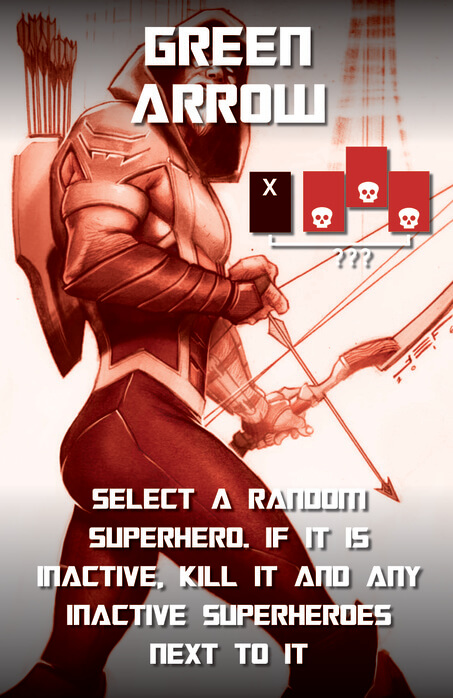 GREEN
ARROW
X
???
SELECT A RANDOM
SUPERHERO. IF IT IS
INACTIVE, KILL IT AND ANY
INACTIVE SUPERHEROES
NEXT TO IT